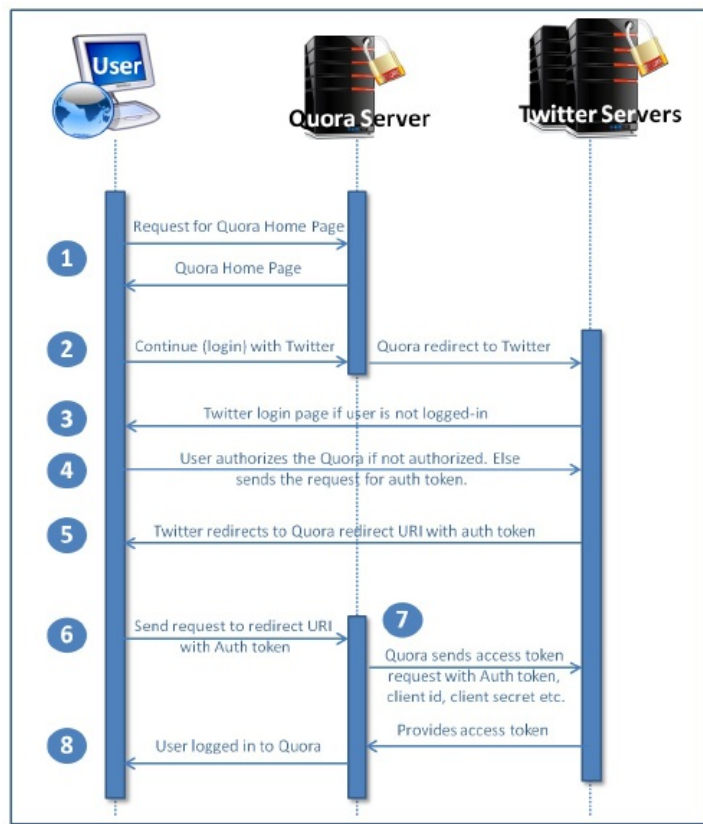 User
Quora Server
Twitter Servers
Request for Quora Home Page
1
Quora Home Page
2
Continue (login) with Twitter
Quora redirect to Twitter
3
Twitter login page if user is not logged-in
4
User authorizes the Quora if not authorized. Else
sends the request for auth token.
5
Twitter redirects to Quora redirect URI with auth token
6
Send request to redirect URI
with Auth token
7
Quora sends access token
request with Auth token,
client id, client secret etc.
Provides access token
8
User logged in to Quora